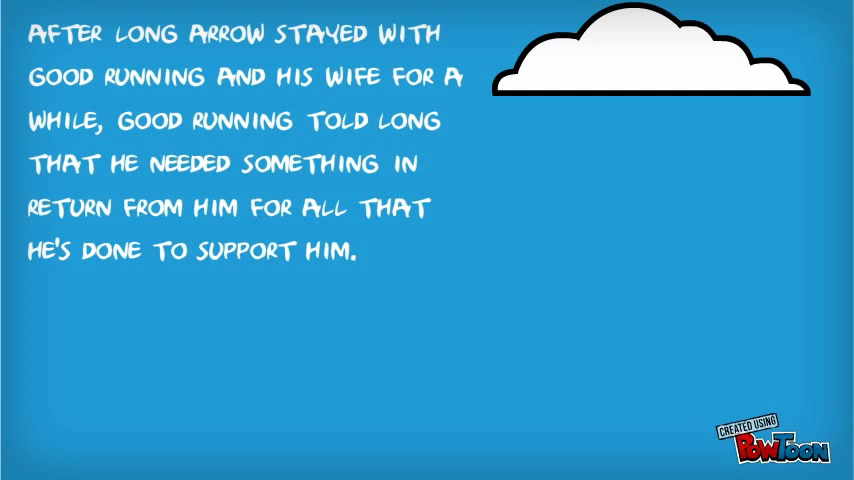 AFTER LONG ARROW STAYED WITH
GOOD RUNNING AND HIS WIFE FOR A
WHILE, GOOD RUNNING TOLD LONG
THAT HE NEEDED SOMETHING IN
RETURN FROM HIM FOR ALL THAT
HE'S DONE TO SUPPORT HIM.
CREATED USING
POWTOON